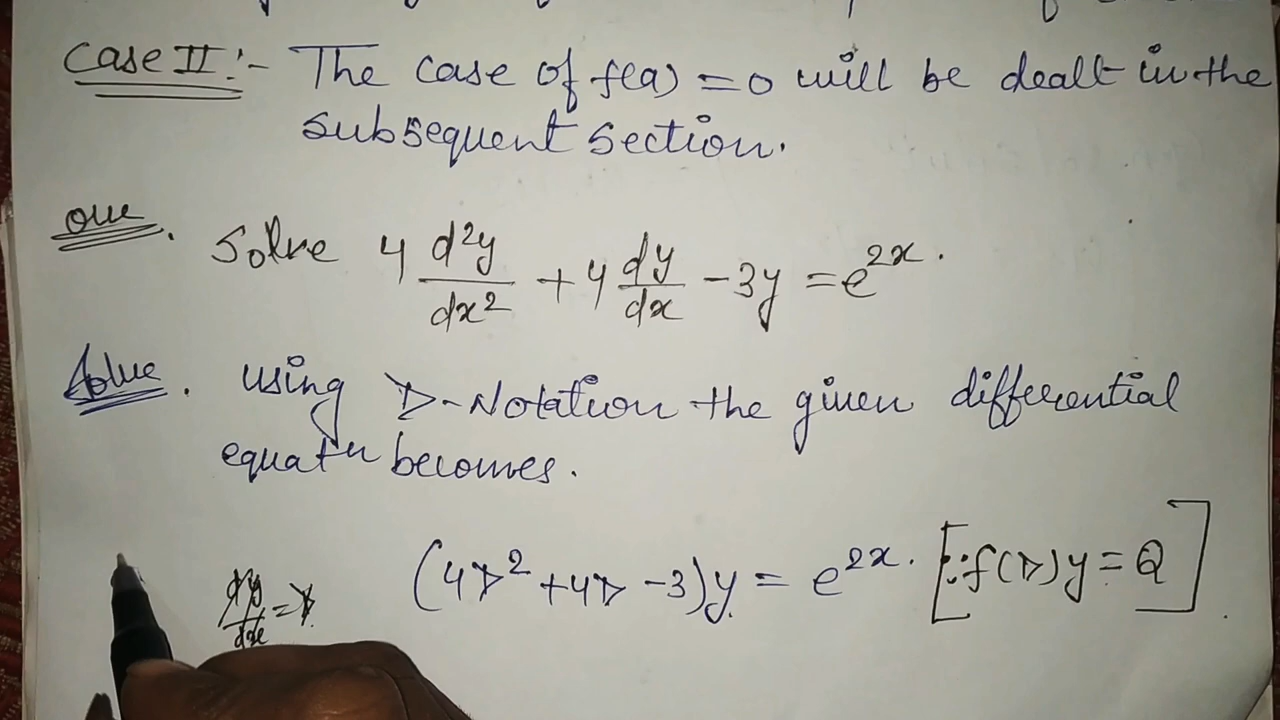 Case II :- The case of f(a) = 0 will be dealt in the
subsequent section.
Que. Solve 4 d²y/dx² + 4 dy/dx - 3y = e^2x.
Solve. using D-Notation the given differential
equatn becomes.
(4D² + 4D - 3)y = e^2x. [∵ f(D)y = Q]
dy/dx = D